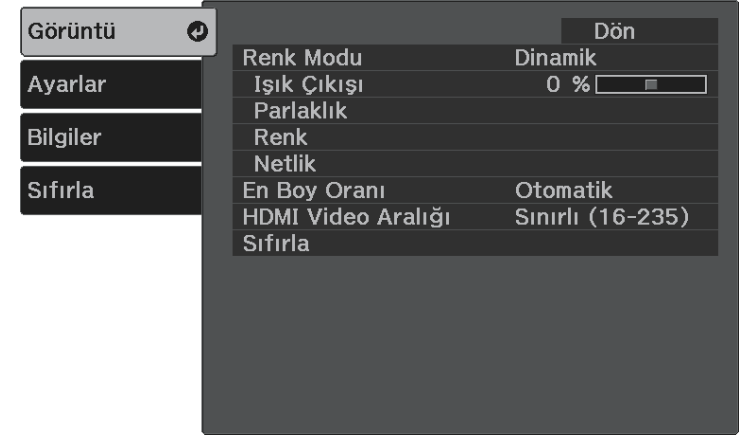 Görüntü
Ayarlar
Bilgiler
Sıfırla
Dön
Renk Modu Dinamik
Işık Çıkışı 0 %
Parlaklık
Renk
Netlik
En Boy Oranı Otomatik
HDMI Video Aralığı Sınırlı (16-235)
Sıfırla